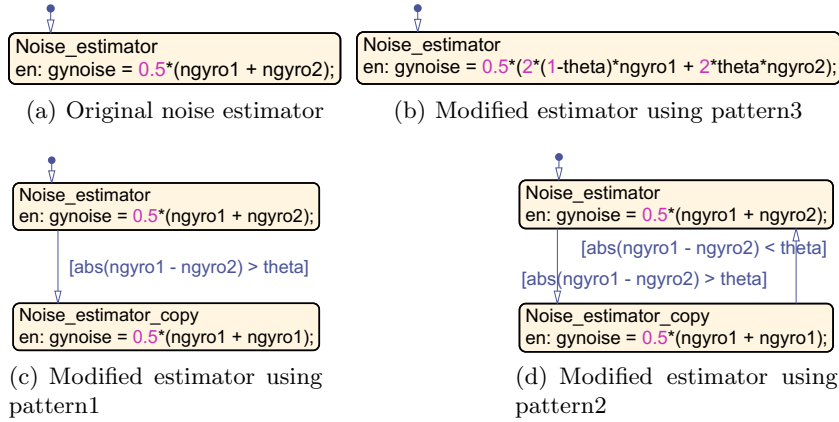 Noise_estimator
en: gynoise = 0.5*(ngyro1 + ngyro2);
(a) Original noise estimator
Noise_estimator
en: gynoise = 0.5*(2*(1-theta)*ngyro1 + 2*theta*ngyro2);
(b) Modified estimator using pattern3
Noise_estimator
en: gynoise = 0.5*(ngyro1 + ngyro2);
[abs(ngyro1 - ngyro2) > theta]
Noise_estimator_copy
en: gynoise = 0.5*(ngyro1 + ngyro1);
(c) Modified estimator using
pattern1
Noise_estimator
en: gynoise = 0.5*(ngyro1 + ngyro2);
[abs(ngyro1 - ngyro2) < theta]
[abs(ngyro1 - ngyro2) > theta]
Noise_estimator_copy
en: gynoise = 0.5*(ngyro1 + ngyro1);
(d) Modified estimator using
pattern2